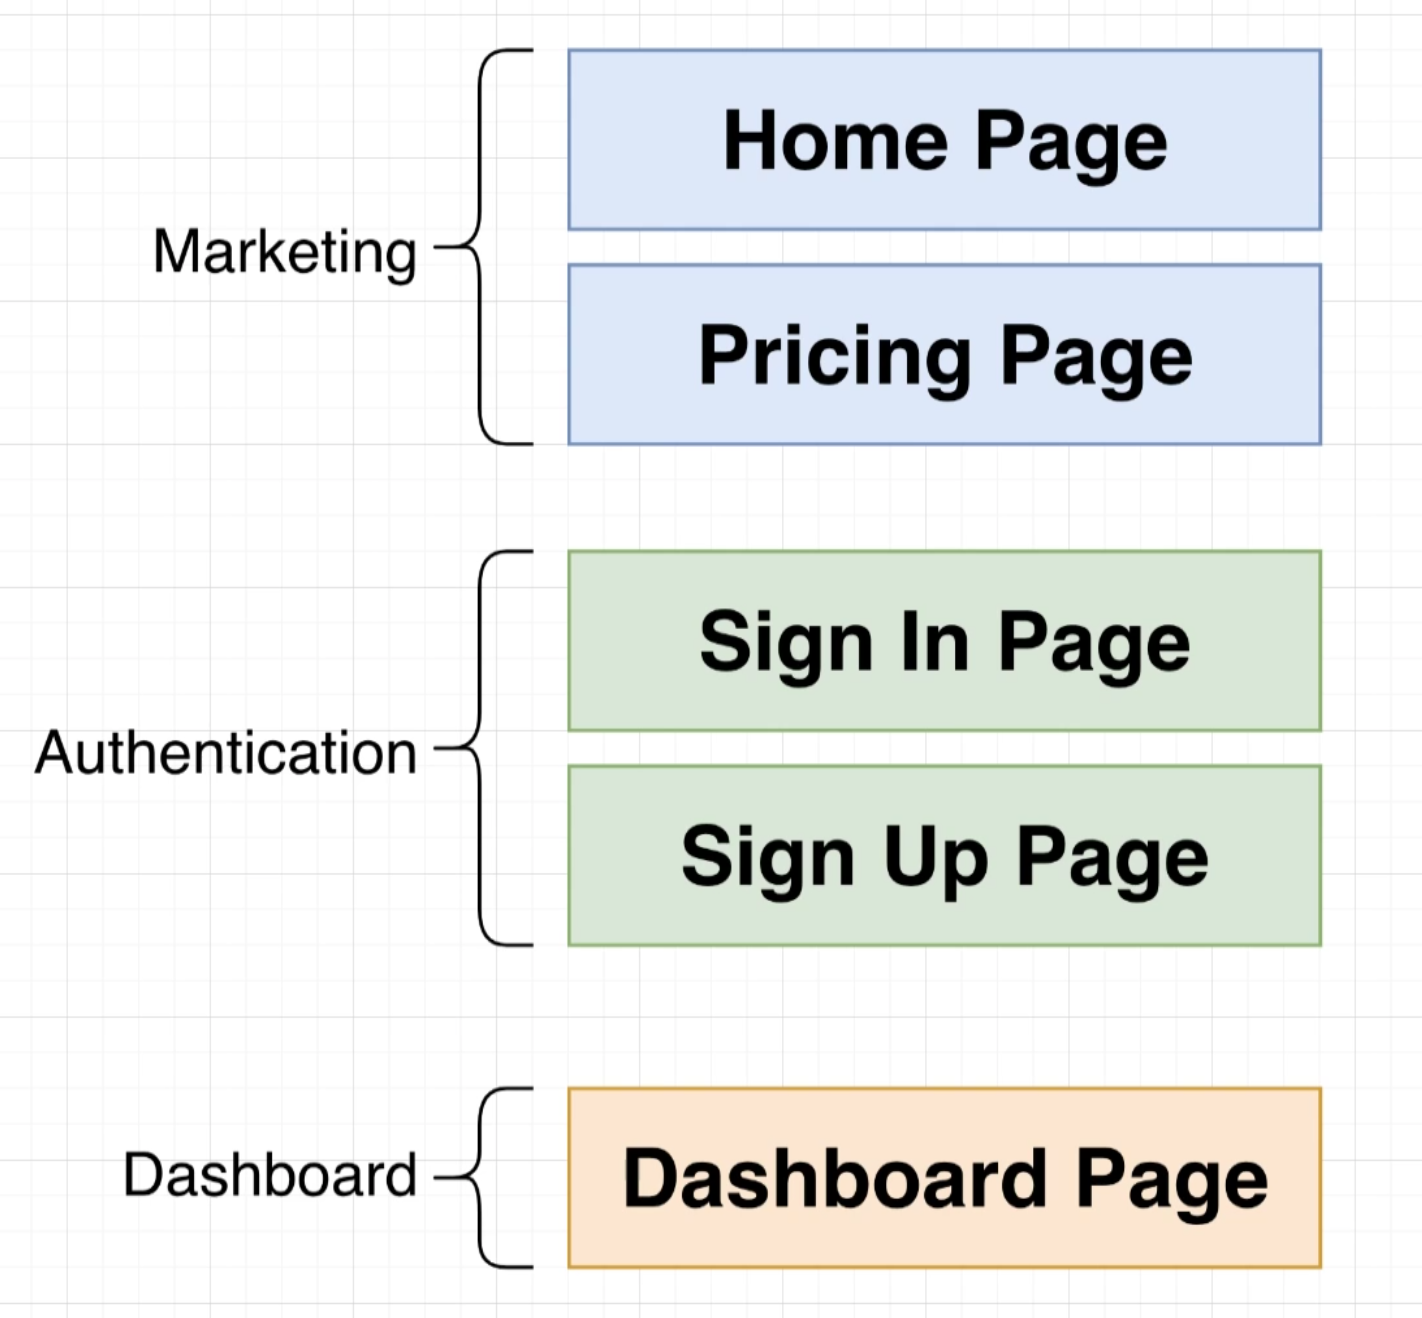 Home Page
Marketing
Pricing Page
Sign In Page
Authentication
Sign Up Page
Dashboard
Dashboard Page